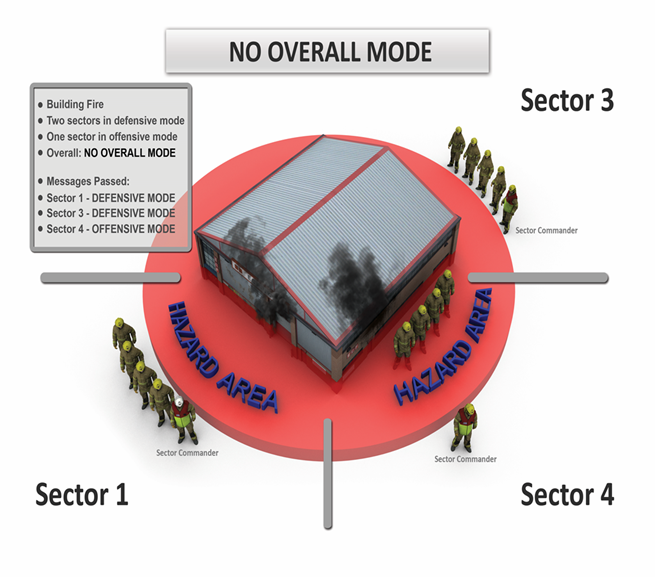 NO OVERALL MODE
Sector 3
● Building Fire
● Two sectors in defensive mode
● One sector in offensive mode
● Overall: NO OVERALL MODE
● Messages Passed:
● Sector 1 - DEFENSIVE MODE
● Sector 3 - DEFENSIVE MODE
● Sector 4 - OFFENSIVE MODE
Sector Commander
HAZARD AREA
HAZARD AREA
Sector Commander
Sector Commander
Sector 1
Sector 4